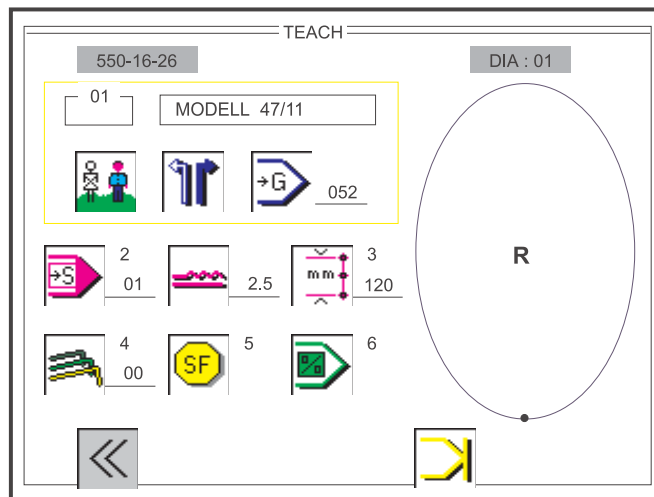 TEACH
550-16-26 DIA : 01
01 MODELL 47/11
→G 052
2 3
→S 01 2.5 mm 120
4 5 6
00 SF
R